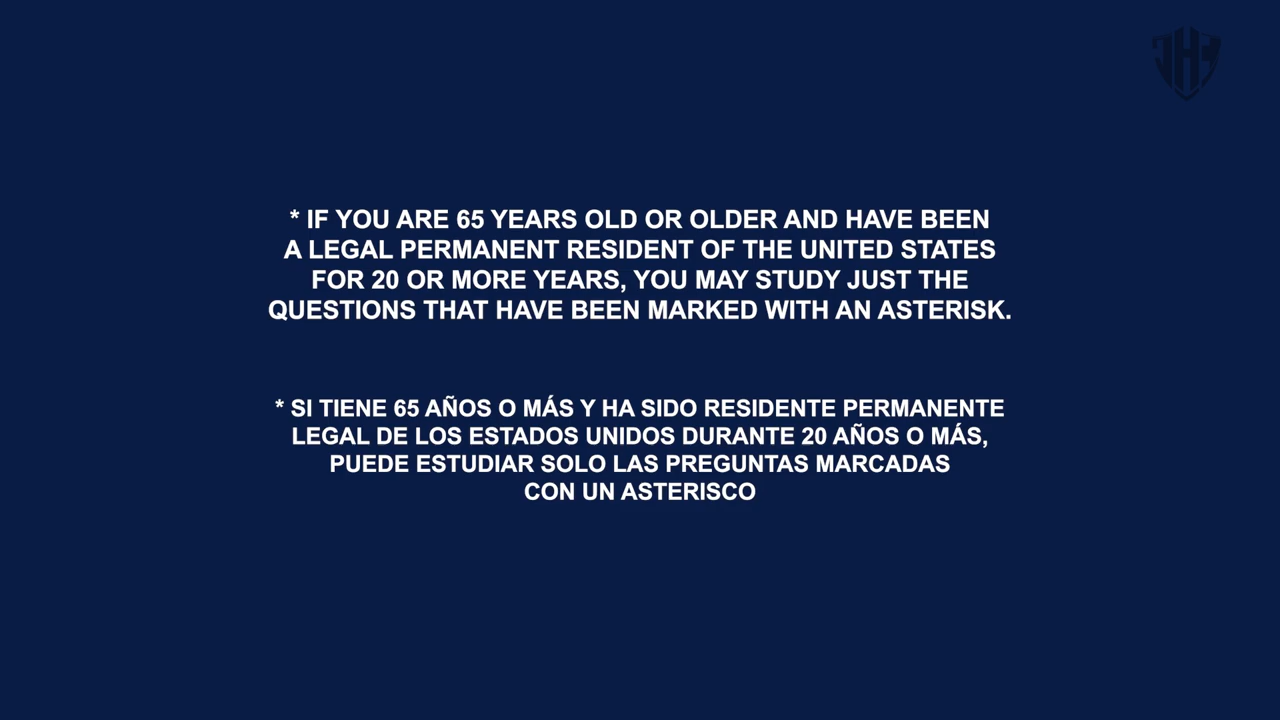 * IF YOU ARE 65 YEARS OLD OR OLDER AND HAVE BEEN
A LEGAL PERMANENT RESIDENT OF THE UNITED STATES
FOR 20 OR MORE YEARS, YOU MAY STUDY JUST THE
QUESTIONS THAT HAVE BEEN MARKED WITH AN ASTERISK.
* SI TIENE 65 AÑOS O MÁS Y HA SIDO RESIDENTE PERMANENTE
LEGAL DE LOS ESTADOS UNIDOS DURANTE 20 AÑOS O MÁS,
PUEDE ESTUDIAR SOLO LAS PREGUNTAS MARCADAS
CON UN ASTERISCO